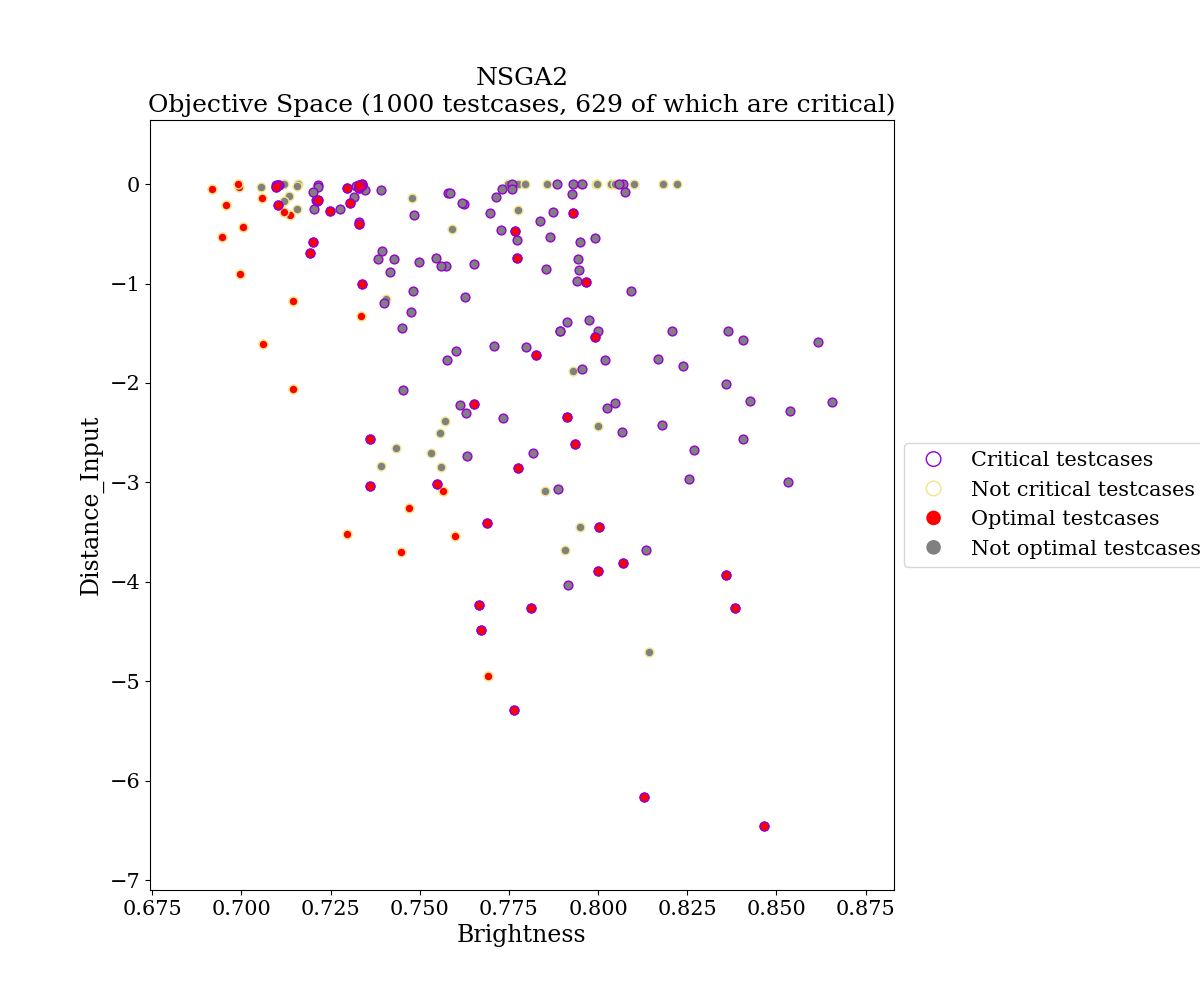 NSGA2
Objective Space (1000 testcases, 629 of which are critical)
0
−1
−2
−3
−4
−5
−6
−7
Distance_Input
0.675 0.700 0.725 0.750 0.775 0.800 0.825 0.850 0.875
Brightness
Critical testcases
Not critical testcases
Optimal testcases
Not optimal testcases